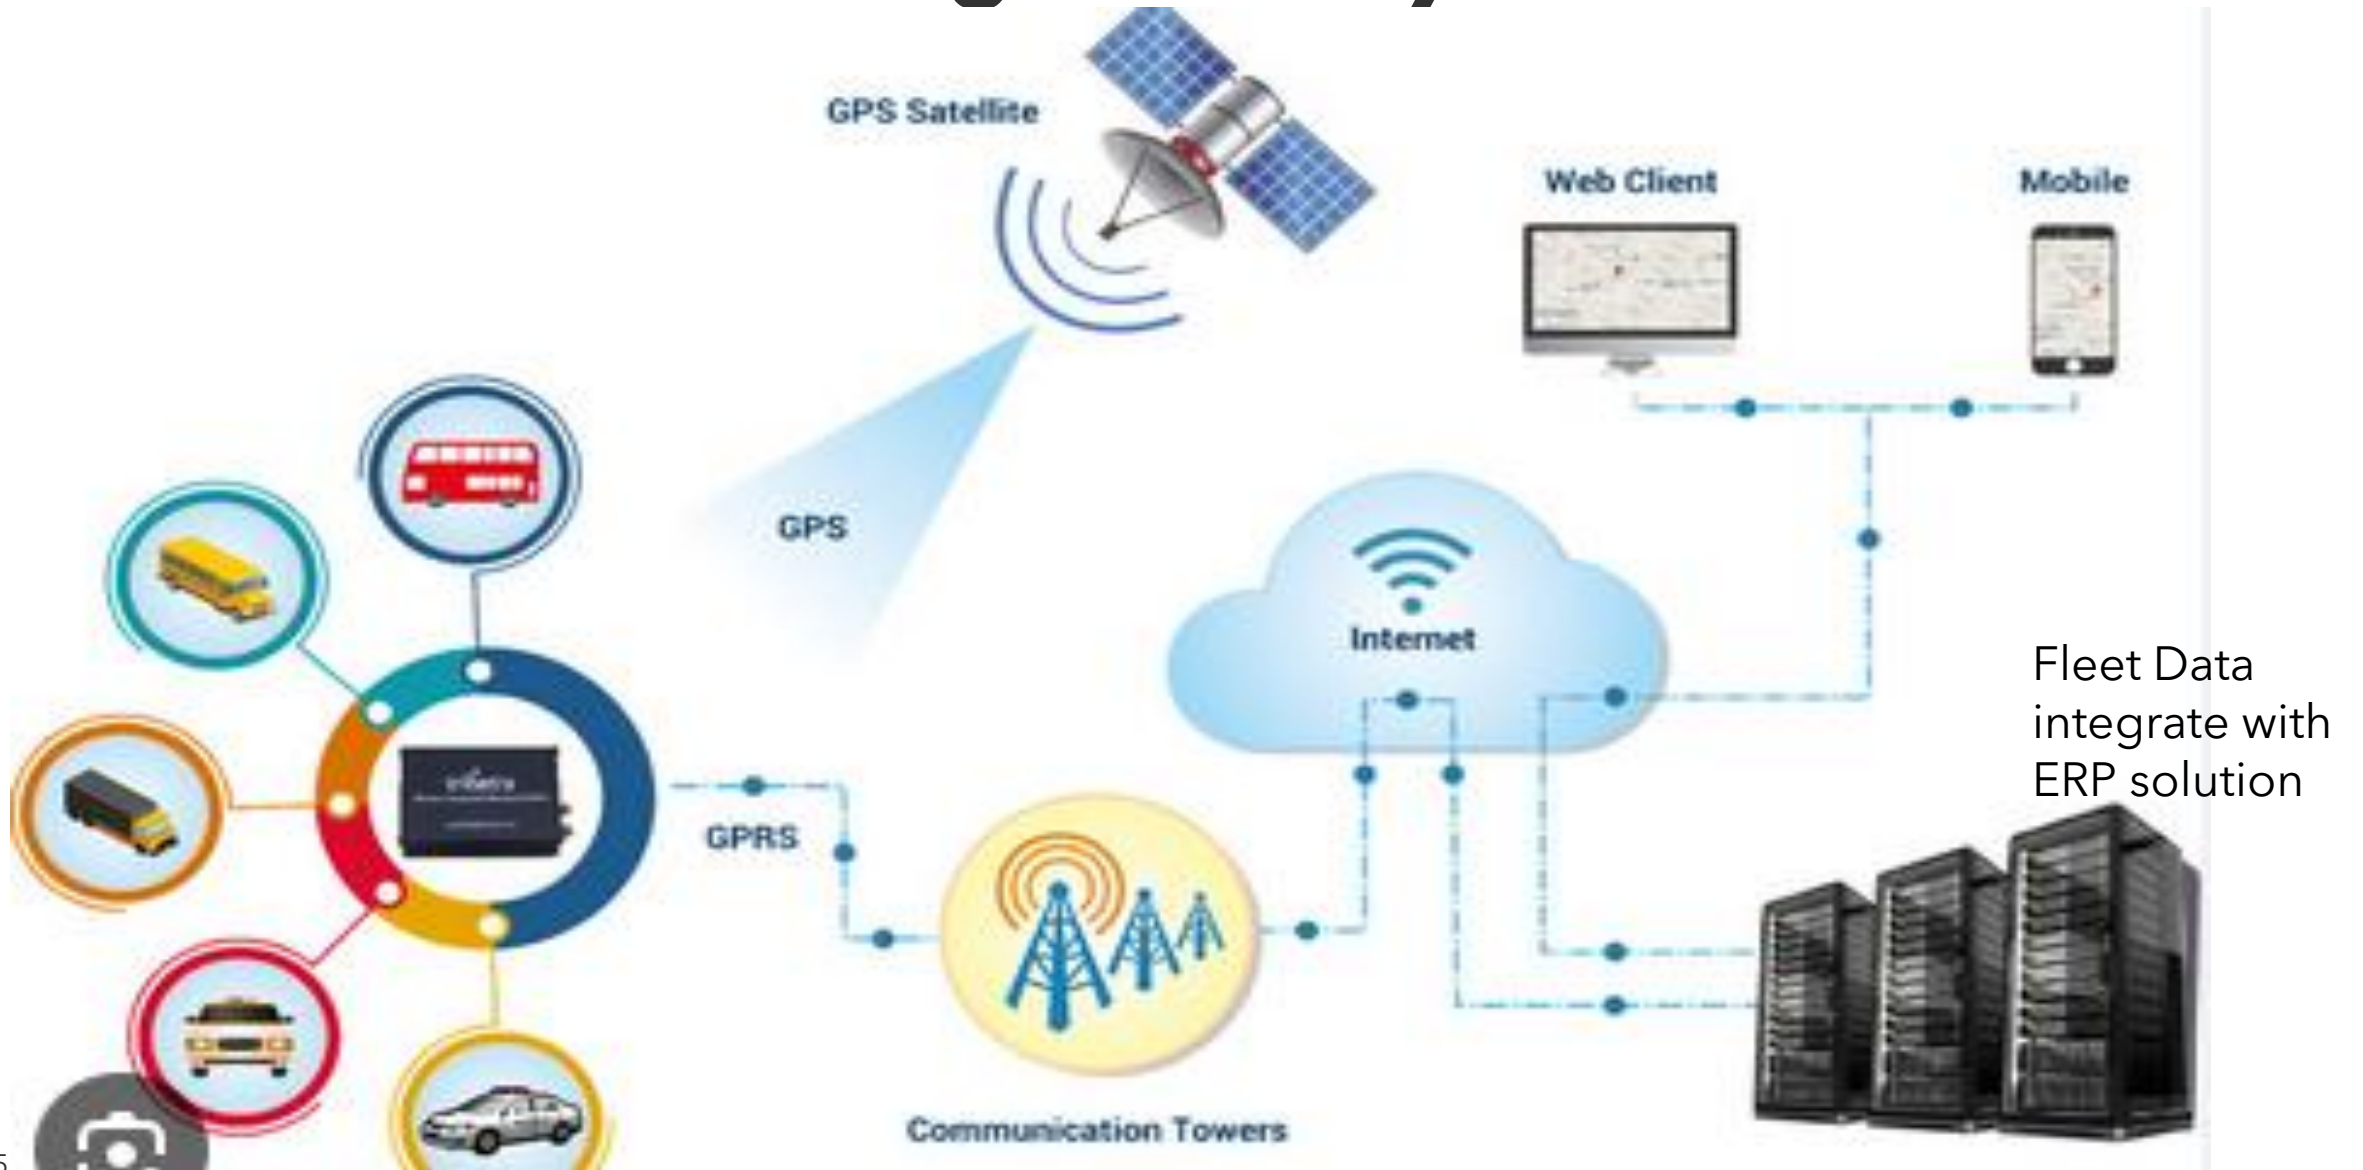 GPS Satellite
Web Client
Mobile
GPS
Internet
Fleet Data
integrate with
ERP solution
GPRS
Communication Towers